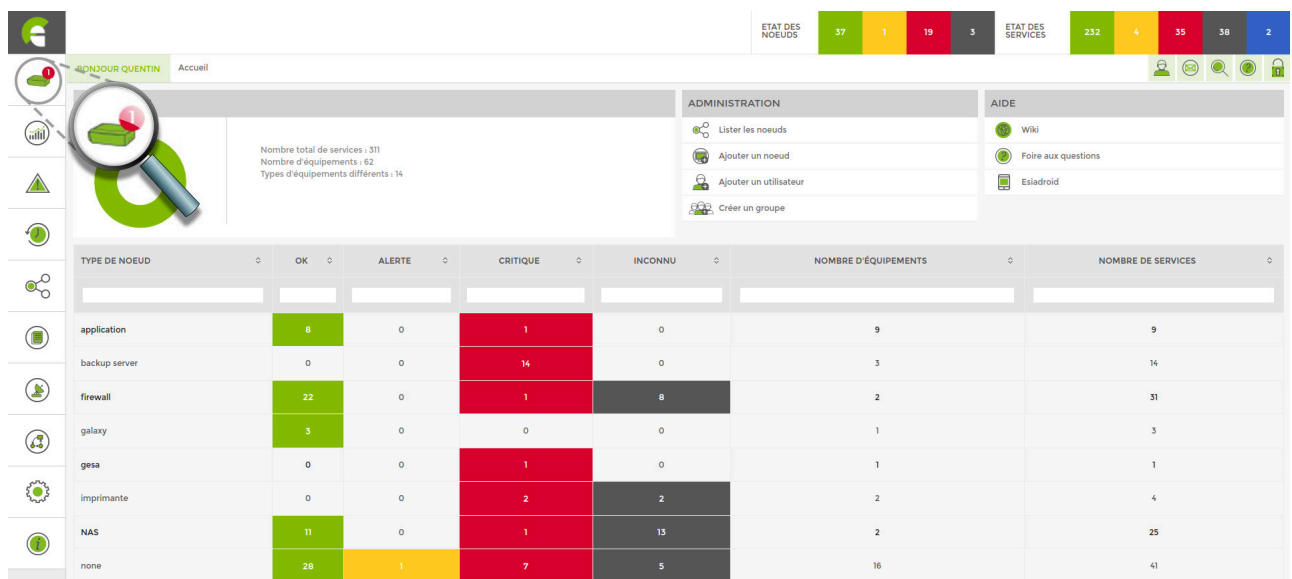 ETAT DES NOEUDS 37 1 19 3 ETAT DES SERVICES 232 4 35 38 2
1
BONJOUR QUENTIN Accueil
1
Nombre total de services : 311
Nombre d'équipements : 62
Types d'équipements différents : 14
ADMINISTRATION
Lister les noeuds
Ajouter un noeud
Ajouter un utilisateur
Créer un groupe
AIDE
Wiki
Foire aux questions
Esiadroid
TYPE DE NOEUD OK ALERTE CRITIQUE INCONNU NOMBRE D'ÉQUIPEMENTS NOMBRE DE SERVICES
application 8 0 1 0 9 9
backup server 0 0 14 0 3 14
firewall 22 0 1 8 2 31
galaxy 3 0 0 0 1 3
gesa 0 0 1 0 1 1
imprimante 0 0 2 2 2 4
NAS 11 0 1 13 2 25
none 28 1 7 5 16 41